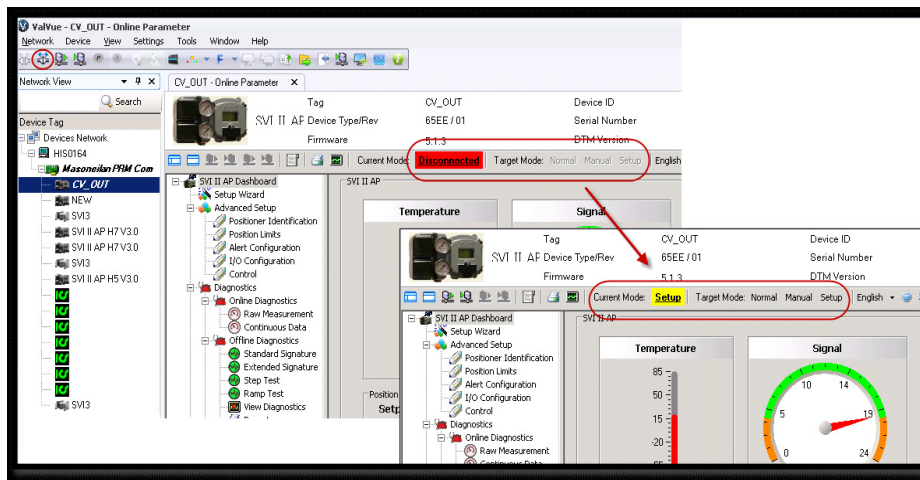 ValVue - CV_OUT - Online Parameter
Network Device View Settings Tools Window Help
Network View
Search
Device Tag
Devices Network
HIS0164
Masoneilan PRM Com
CV_OUT
NEW
SVI3
SVI II AP H7 V3.0
SVI II AP H7 V3.0
SVI3
SVI II AP H5 V3.0
SVI3
CV_OUT - Online Parameter X
Tag CV_OUT Device ID
SVI II AP Device Type/Rev 65EE / 01 Serial Number
Firmware 5.1.3 DTM Version
Current Mode: Disconnected Target Mode: Normal Manual Setup English
SVI II AP Dashboard
Setup Wizard
Advanced Setup
Positioner Identification
Position Limits
Alert Configuration
I/O Configuration
Control
Diagnostics
Online Diagnostics
Raw Measurement
Continuous Data
Offline Diagnostics
Standard Signature
Extended Signature
Step Test
Ramp Test
View Diagnostics
SVI II AP
Temperature
Signal
Position
Setp
Tag CV_OUT Device ID
SVI II AP Device Type/Rev 65EE / 01 Serial Number
Firmware 5.1.3 DTM Version
Current Mode: Setup Target Mode: Normal Manual Setup English
SVI II AP Dashboard
Setup Wizard
Advanced Setup
Positioner Identification
Position Limits
Alert Configuration
I/O Configuration
Control
Diagnostics
Online Diagnostics
Raw Measurement
Continuous Data
SVI II AP
Temperature
85
50
15
-20
-55
Signal
10 14
5 19
0 24